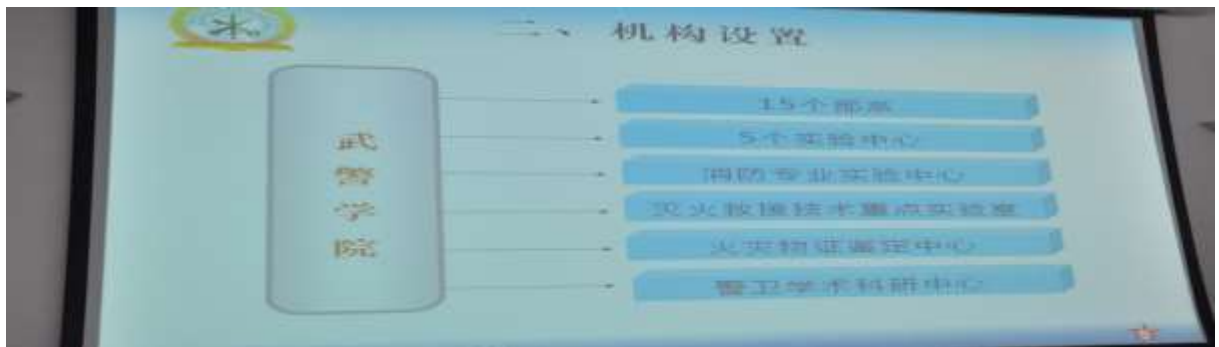 二、机构设置
武警学院
15个部系
5个实验中心
消防专业实验中心
灭火救援技术重点实验室
火灾物证鉴定中心
警卫学术科研中心